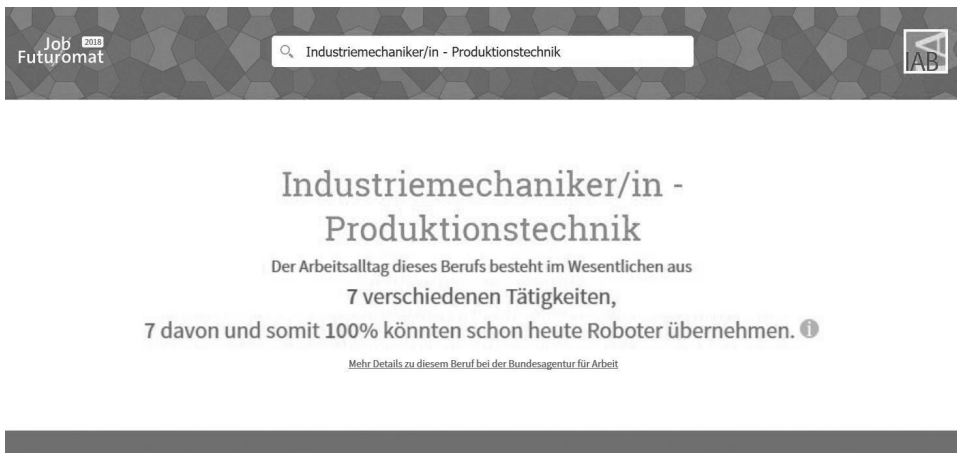 Job 2018
Futuromat
Industriemechaniker/in - Produktionstechnik
IAB
Industriemechaniker/in -
Produktionstechnik
Der Arbeitsalltag dieses Berufs besteht im Wesentlichen aus
7 verschiedenen Tätigkeiten,
7 davon und somit 100% könnten schon heute Roboter übernehmen. i
Mehr Details zu diesem Beruf bei der Bundesagentur für Arbeit